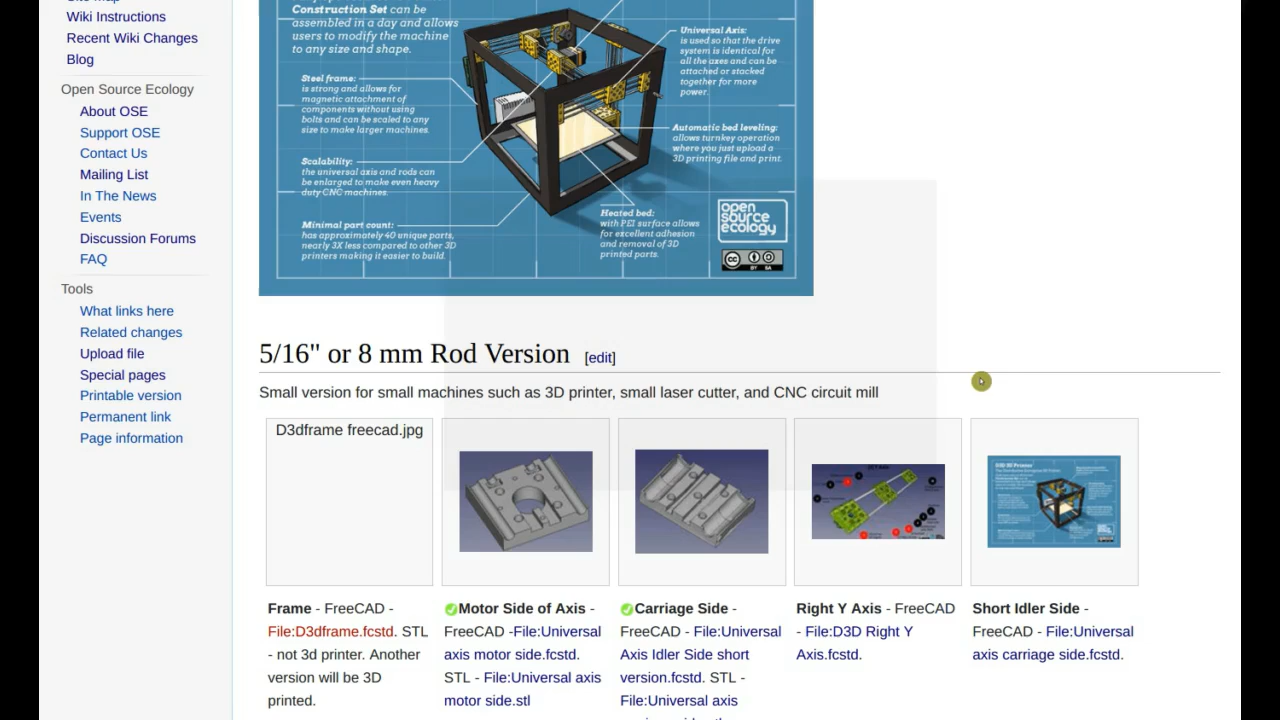 Wiki Instructions
Recent Wiki Changes
Blog
Open Source Ecology
About OSE
Support OSE
Contact Us
Mailing List
In The News
Events
Discussion Forums
FAQ
Tools
What links here
Related changes
Upload file
Special pages
Printable version
Permanent link
Page information
Construction Set can be
assembled in a day and allows
users to modify the machine
to any size and shape.
Steel frame:
is strong and allows for
magnetic attachment of
components without using
bolts and can be scaled to any
size to make larger machines.
Scalability:
the universal axis and rods can
be enlarged to make even heavy
duty CNC machines.
Minimal part count:
has approximately 40 unique parts,
nearly 3X less compared to other 3D
printers making it easier to build.
Universal Axis:
is used so that the drive
system is identical for
all the axes and can be
attached or stacked
together for more
power.
Automatic bed leveling:
allows turnkey operation
where you just upload a
3D printing file and print.
Heated bed:
with PEI surface allows
for excellent adhesion
and removal of 3D
printed parts.
open
source
ecology
cc
BY SA
5/16" or 8 mm Rod Version [edit]
Small version for small machines such as 3D printer, small laser cutter, and CNC circuit mill
D3dframe freecad.jpg
Frame - FreeCAD -
File:D3dframe.fcstd. STL
- not 3d printer. Another
version will be 3D
printed.
Motor Side of Axis -
FreeCAD -File:Universal
axis motor side.fcstd.
STL - File:Universal axis
motor side.stl
Carriage Side -
FreeCAD - File:Universal
Axis Idler Side short
version.fcstd. STL -
File:Universal axis
Right Y Axis - FreeCAD
- File:D3D Right Y
Axis.fcstd.
Short Idler Side -
FreeCAD - File:Universal
axis carriage side.fcstd.